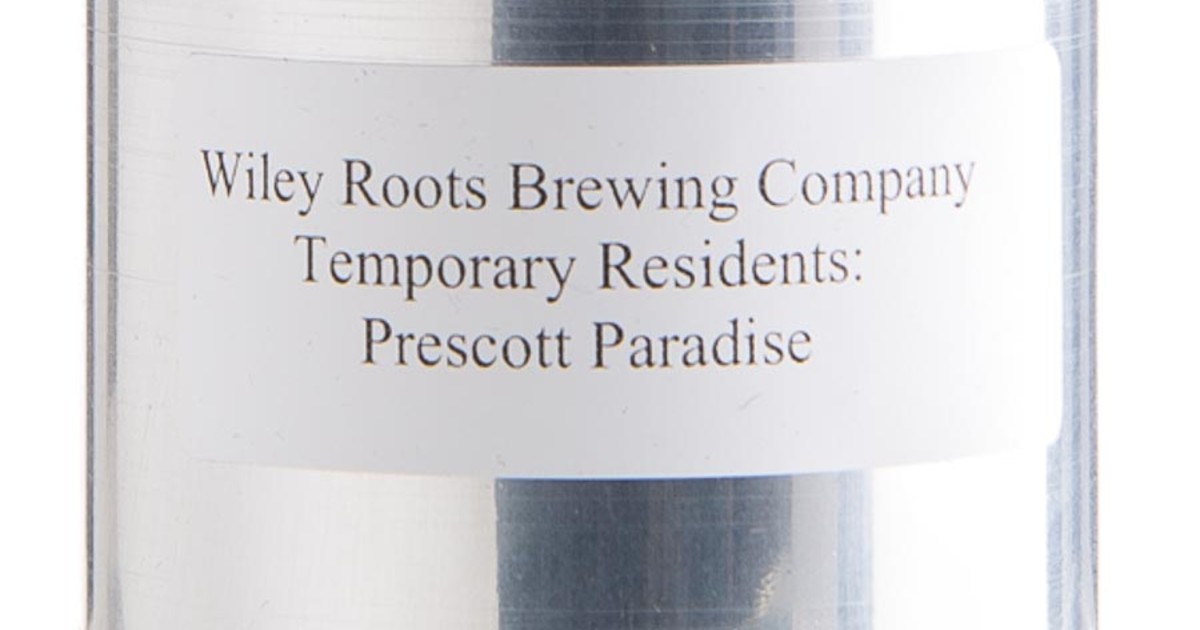 Wiley Roots Brewing Company
Temporary Residents:
Prescott Paradise